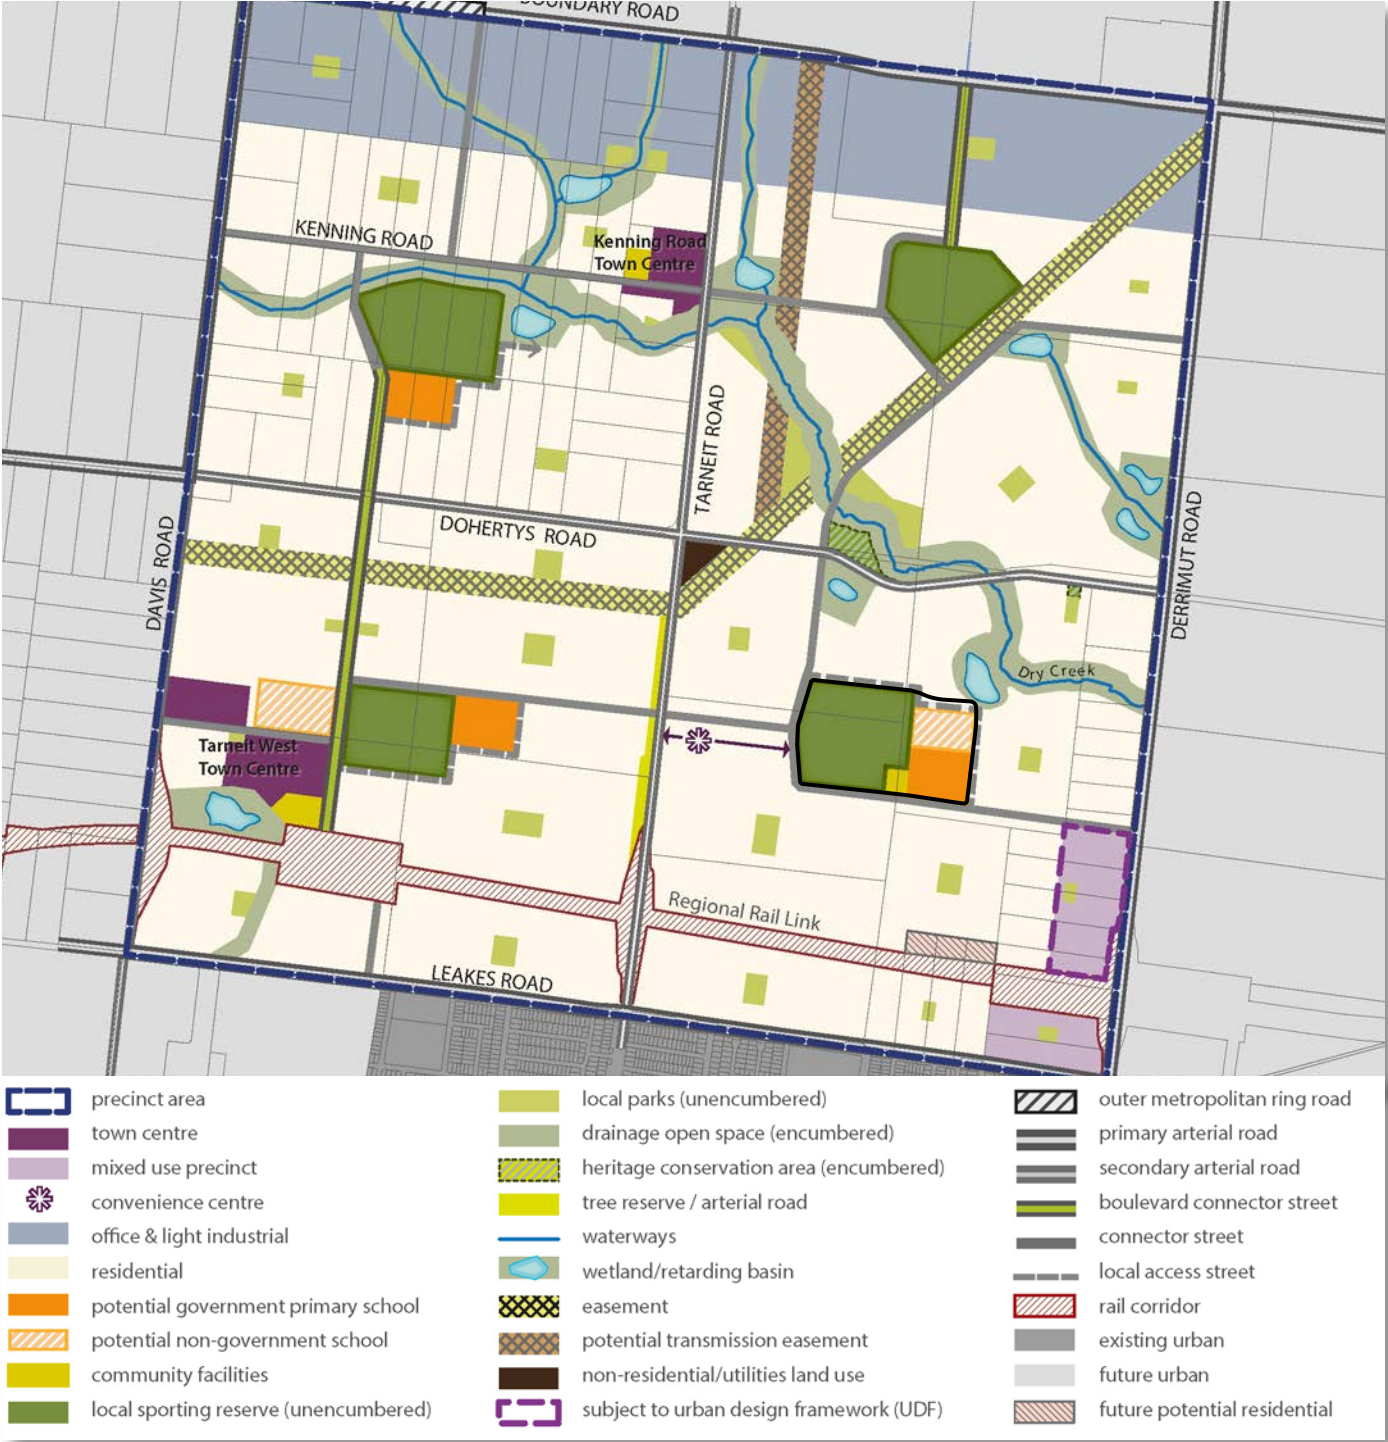 BOUNDARY ROAD
KENNING ROAD
Kenning Road
Town Centre
TARNEIT ROAD
DOHERTYS ROAD
DAVIS ROAD
DERRIMUT ROAD
Dry Creek
Tarneit West
Town Centre
Regional Rail Link
LEAKES ROAD
precinct area
town centre
mixed use precinct
convenience centre
office & light industrial
residential
potential government primary school
potential non-government school
community facilities
local sporting reserve (unencumbered)
local parks (unencumbered)
drainage open space (encumbered)
heritage conservation area (encumbered)
tree reserve / arterial road
waterways
wetland/retarding basin
easement
potential transmission easement
non-residential/utilities land use
subject to urban design framework (UDF)
outer metropolitan ring road
primary arterial road
secondary arterial road
boulevard connector street
connector street
local access street
rail corridor
existing urban
future urban
future potential residential